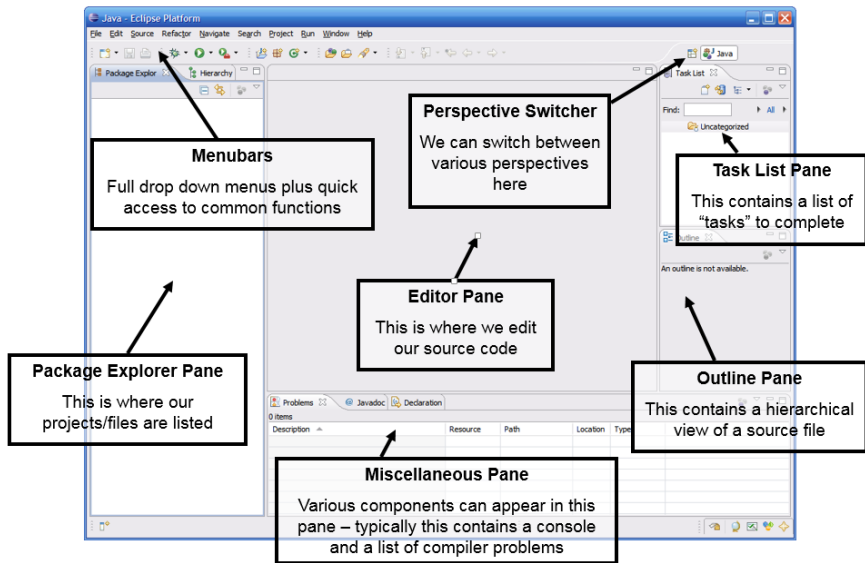 Java - Eclipse Platform
File Edit Source Refactor Navigate Search Project Run Window Help
Java
Package Explor
Hierarchy
Task List
Find:
All
Uncategorized
Perspective Switcher
We can switch between
various perspectives
here
Menubars
Full drop down menus plus quick
access to common functions
Task List Pane
This contains a list of
“tasks” to complete
Outline
An outline is not available.
Editor Pane
This is where we edit
our source code
Package Explorer Pane
This is where our
projects/files are listed
Outline Pane
This contains a hierarchical
view of a source file
Problems
@ Javadoc
Declaration
0 items
Description Resource Path Location Type
Miscellaneous Pane
Various components can appear in this
pane – typically this contains a console
and a list of compiler problems